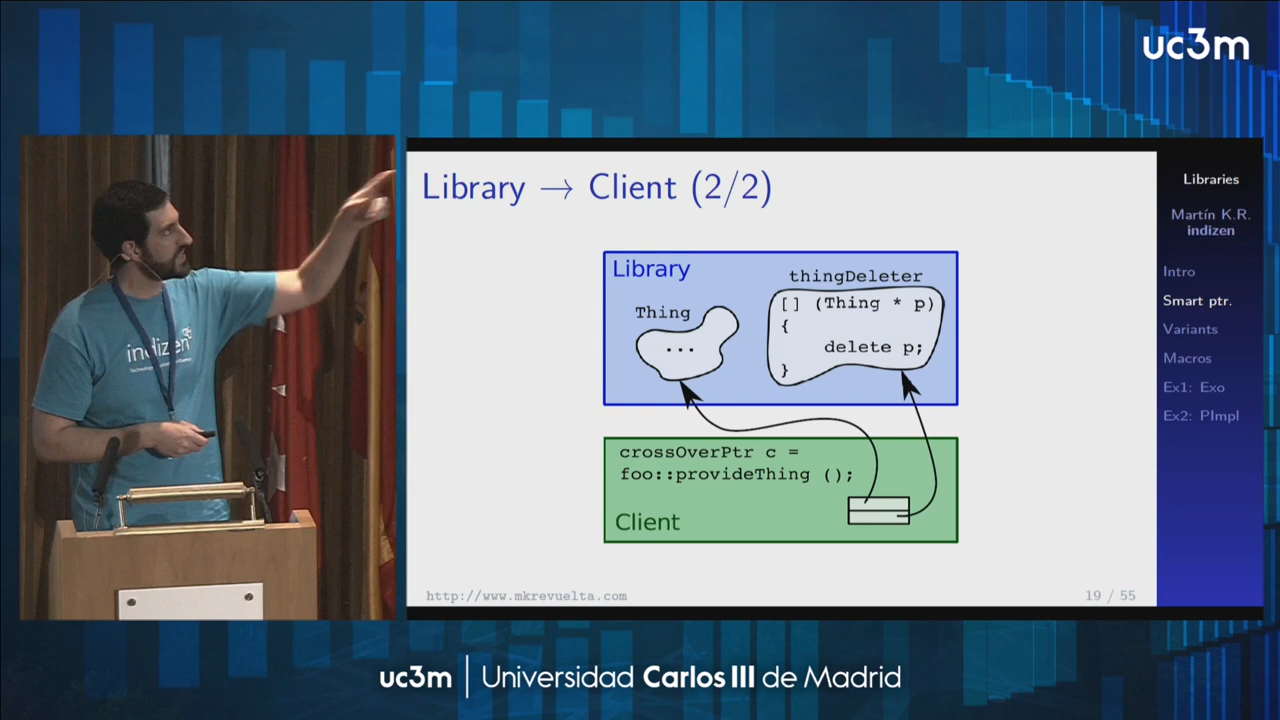 uc3m
Library → Client (2/2)
Library
thingDeleter
Thing
...
[] (Thing * p)
{
delete p;
}
crossOverPtr c =
foo::provideThing ();
Client
http://www.mkrevuelta.com
19 / 55
Libraries
Martín K.R.
indizen
Intro
Smart ptr.
Variants
Macros
Ex1: Exo
Ex2: PImpl
indizen
uc3m | Universidad Carlos III de Madrid